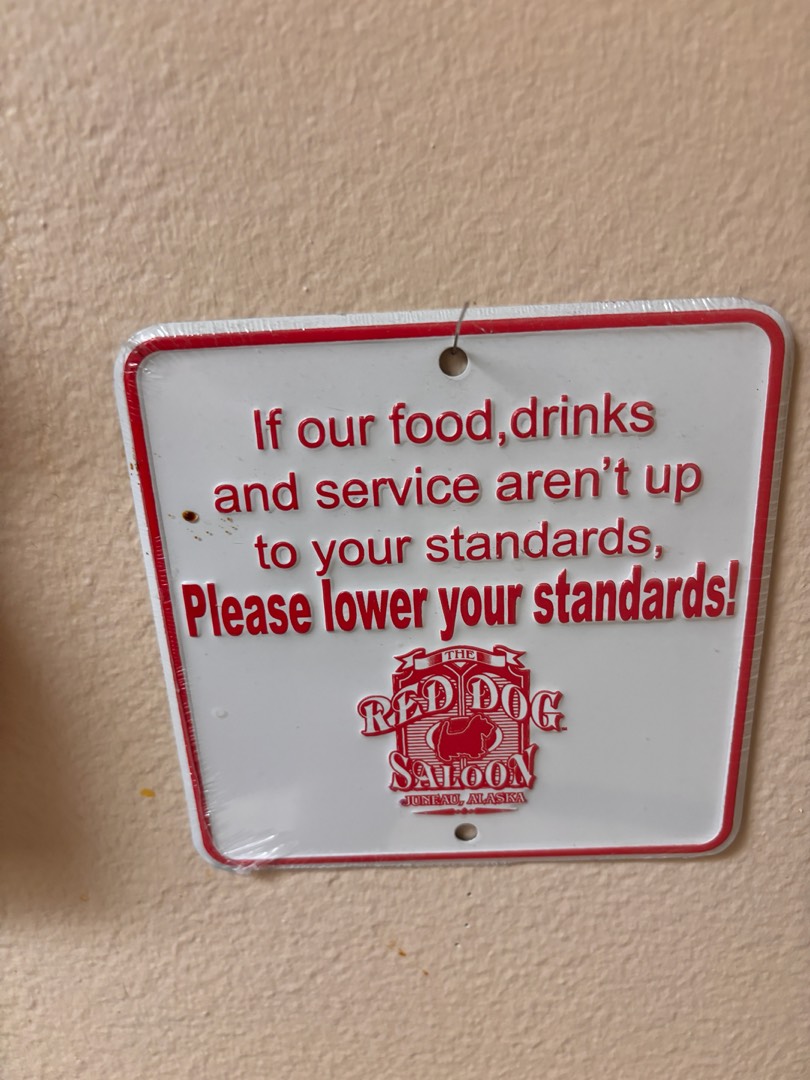 If our food,drinks
and service aren't up
to your standards,
Please lower your standards!
THE
RED DOG
SALOON
JUNEAU, ALASKA